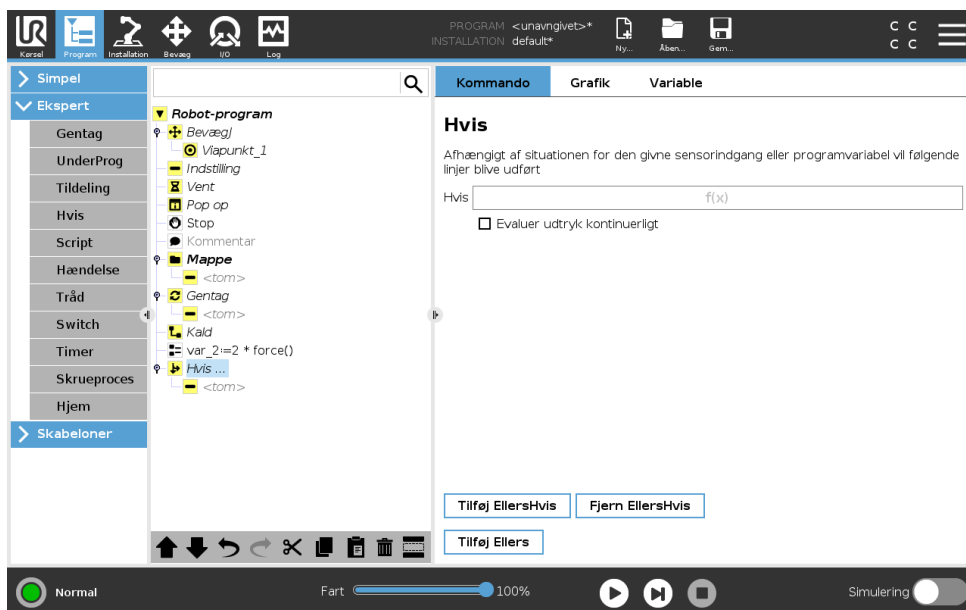 PROGRAM <unavngivet>*
INSTALLATION default*
UR
Kørsel
Program
Installation
Bevæg
I/O
Log
Ny...
Åben...
Gem...
C C
C C
Simpel
Ekspert
Gentag
UnderProg
Tildeling
Hvis
Script
Hændelse
Tråd
Switch
Timer
Skrueproces
Hjem
Skabeloner
Robot-program
BevægJ
Viapunkt_1
Indstilling
Vent
Pop op
Stop
Kommentar
Mappe
<tom>
Gentag
<tom>
Kald
var_2:=2 * force()
Hvis ...
<tom>
Kommando
Grafik
Variable
Hvis
Afhængigt af situationen for den givne sensorindgang eller programvariabel vil følgende
linjer blive udført
Hvis f(x)
Evaluer udtryk kontinuerligt
Tilføj EllersHvis
Fjern EllersHvis
Tilføj Ellers
Normal
Fart 100%
Simulering